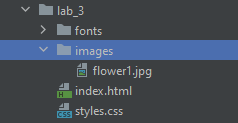 lab_3
fonts
images
flower1.jpg
index.html
styles.css